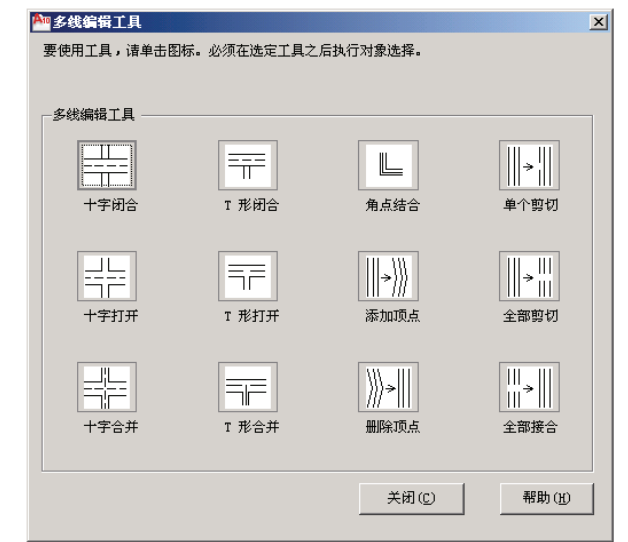 多线编辑工具
要使用工具，请单击图标。必须在选定工具之后执行对象选择。
多线编辑工具
十字闭合 T 形闭合 角点结合 单个剪切
十字打开 T 形打开 添加顶点 全部剪切
十字合并 T 形合并 删除顶点 全部接合
关闭(C) 帮助(H)